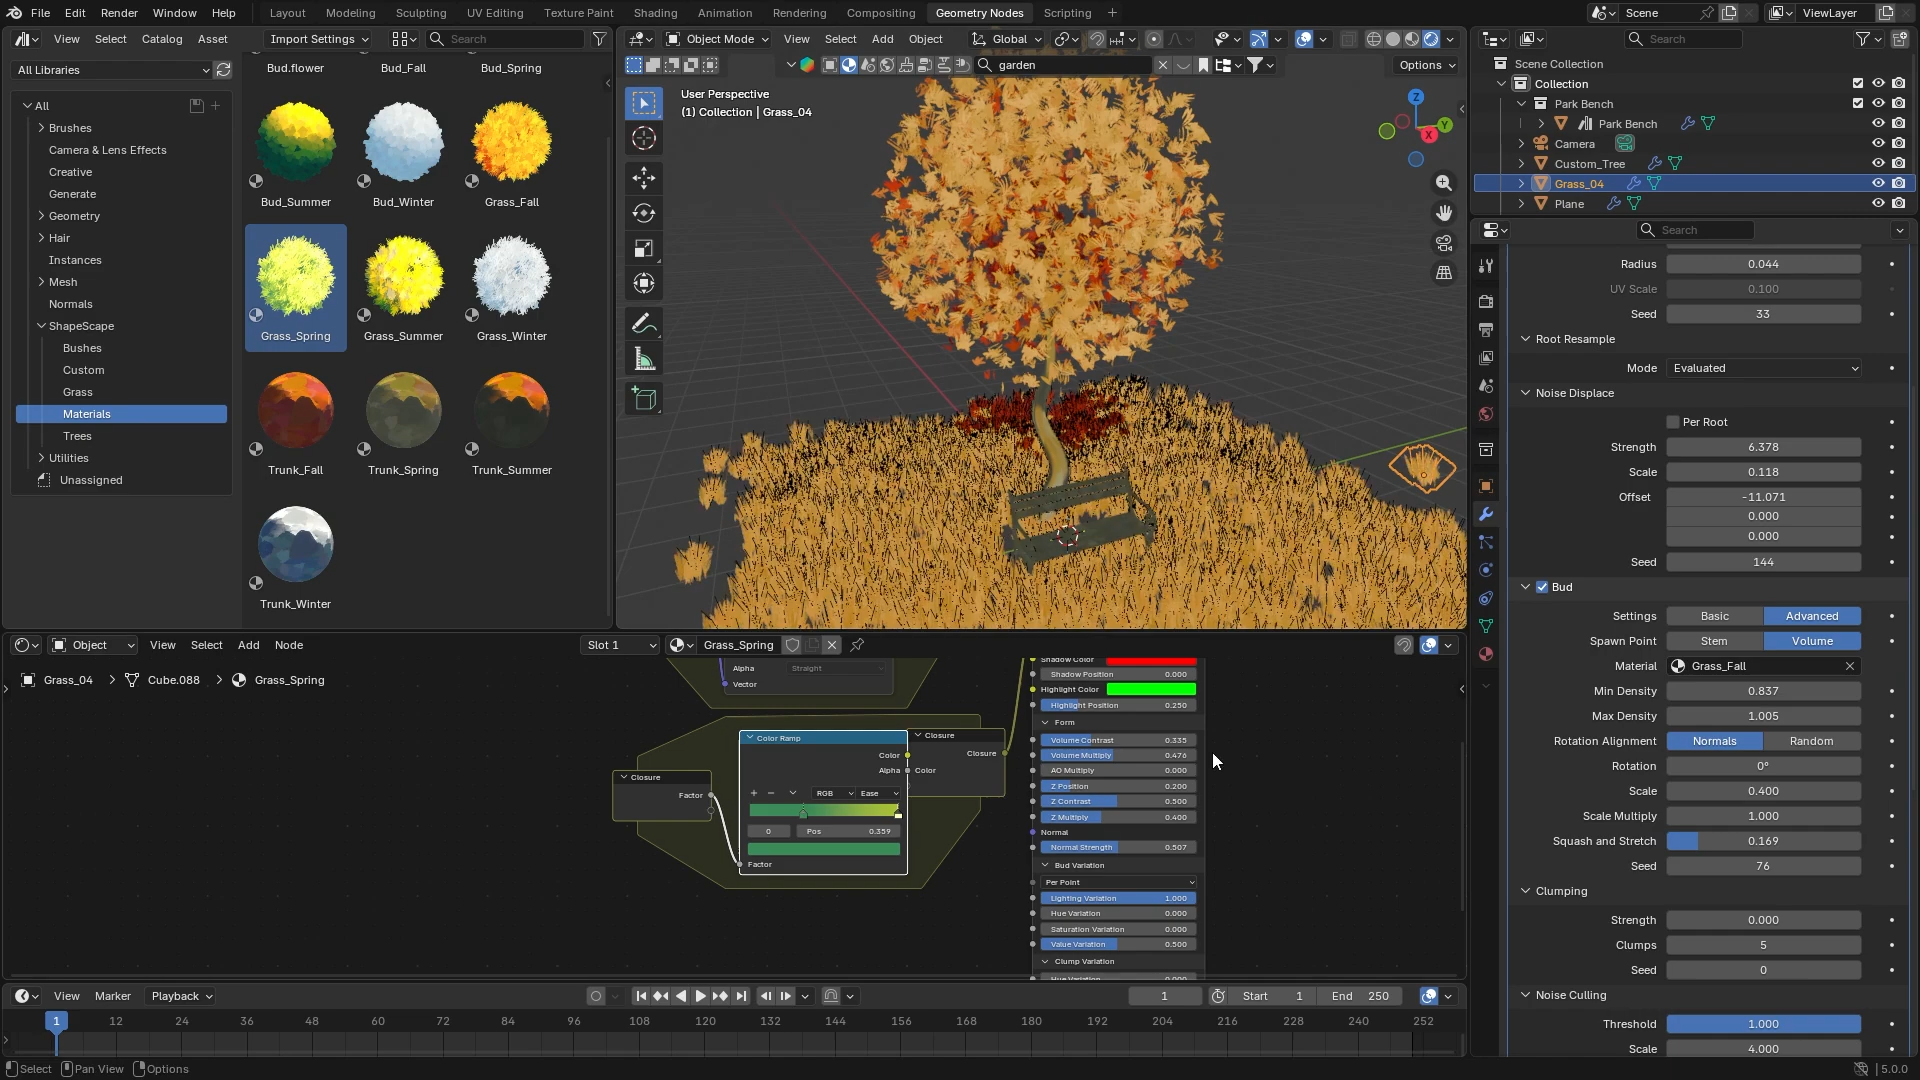 File Edit Render Window Help
Layout Modeling Sculpting UV Editing Texture Paint Shading Animation Rendering Compositing Geometry Nodes Scripting
Scene
ViewLayer
View Select Catalog Asset
Import Settings
Search
All Libraries
All
Brushes
Camera & Lens Effects
Creative
Generate
Geometry
Hair
Instances
Mesh
Normals
ShapeScape
Bushes
Custom
Grass
Materials
Trees
Utilities
Unassigned
Bud.flower Bud_Fall Bud_Spring
Bud_Summer Bud_Winter Grass_Fall
Grass_Spring Grass_Summer Grass_Winter
Trunk_Fall Trunk_Spring Trunk_Summer
Trunk_Winter
Object Mode View Select Add Object Global
garden
Options
User Perspective
(1) Collection | Grass_04
Z
Y
X
Search
Scene Collection
Collection
Park Bench
Park Bench
Camera
Custom_Tree
Grass_04
Plane
Search
Radius 0.044
UV Scale 0.100
Seed 33
Root Resample
Mode Evaluated
Noise Displace
Per Root
Strength 6.378
Scale 0.118
Offset -11.071
0.000
0.000
Seed 144
Bud
Settings Basic Advanced
Spawn Point Stem Volume
Material Grass_Fall
Min Density 0.837
Max Density 1.005
Rotation Alignment Normals Random
Rotation 0°
Scale 0.400
Scale Multiply 1.000
Squash and Stretch 0.169
Seed 76
Clumping
Strength 0.000
Clumps 5
Seed 0
Noise Culling
Threshold 1.000
Scale 4.000
Object View Select Add Node
Slot 1
Grass_Spring
Grass_04 > Cube.088 > Grass_Spring
Alpha Straight
Vector
Closure
Factor
Color Ramp
Color
Alpha
RGB Ease
0 Pos 0.359
Factor
Closure
Closure
Color
Shadow Color
Shadow Position 0.000
Highlight Color
Highlight Position 0.250
Form
Volume Contrast 0.335
Volume Multiply 0.476
AO Multiply 0.000
Z Position 0.200
Z Contrast 0.500
Z Multiply 0.400
Normal
Normal Strength 0.507
Bud Variation
Per Point
Lighting Variation 1.000
Hue Variation 0.000
Saturation Variation 0.000
Value Variation 0.500
Clump Variation
Hue Variation 0.000
View Marker Playback
1 Start 1 End 250
1 12 24 36 48 60 72 84 96 108 120 132 144 156 168 180 192 204 216 228 240 252
Select Pan View Options
5.0.0